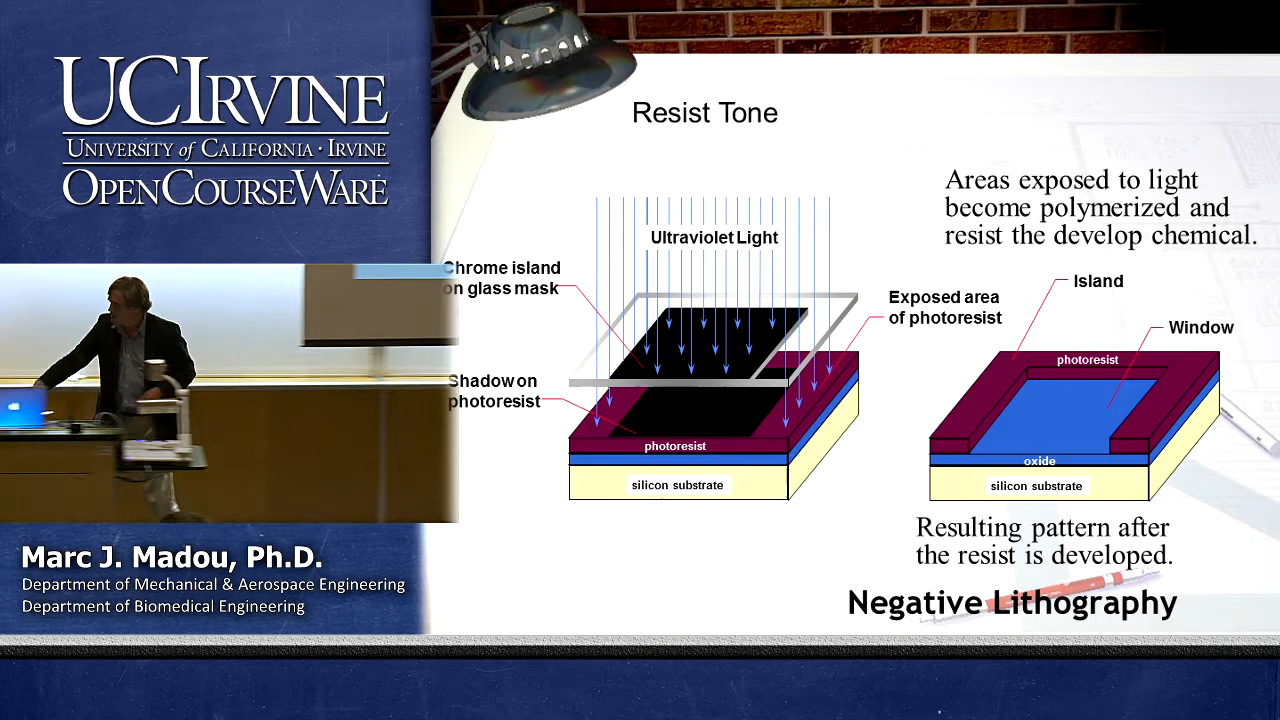 UCIRVINE
UNIVERSITY of CALIFORNIA · IRVINE
OPENCOURSEWARE
Resist Tone
Areas exposed to light
become polymerized and
resist the develop chemical.
Ultraviolet Light
Chrome island
on glass mask
Exposed area
of photoresist
Shadow on
photoresist
photoresist
silicon substrate
Island
Window
photoresist
oxide
silicon substrate
Resulting pattern after
the resist is developed.
Negative Lithography
Marc J. Madou, Ph.D.
Department of Mechanical & Aerospace Engineering
Department of Biomedical Engineering